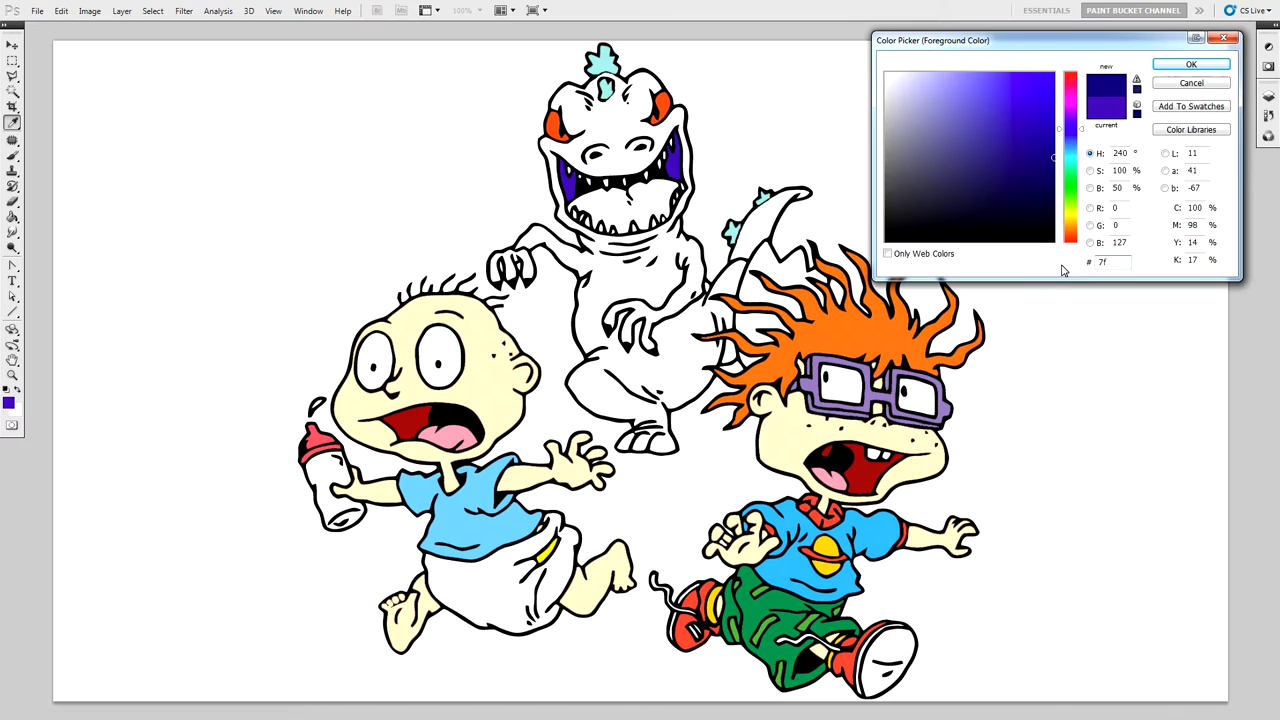 Ps File Edit Image Layer Select Filter Analysis 3D View Window Help Br Mb 100% ESSENTIALS PAINT BUCKET CHANNEL CS Live
Color Picker (Foreground Color)
new
current
OK
Cancel
Add To Swatches
Color Libraries
H: 240 ° L: 11
S: 100 % a: 41
B: 50 % b: -67
R: 0 C: 100 %
G: 0 M: 98 %
B: 127 Y: 14 %
# 7f K: 17 %
Only Web Colors
T